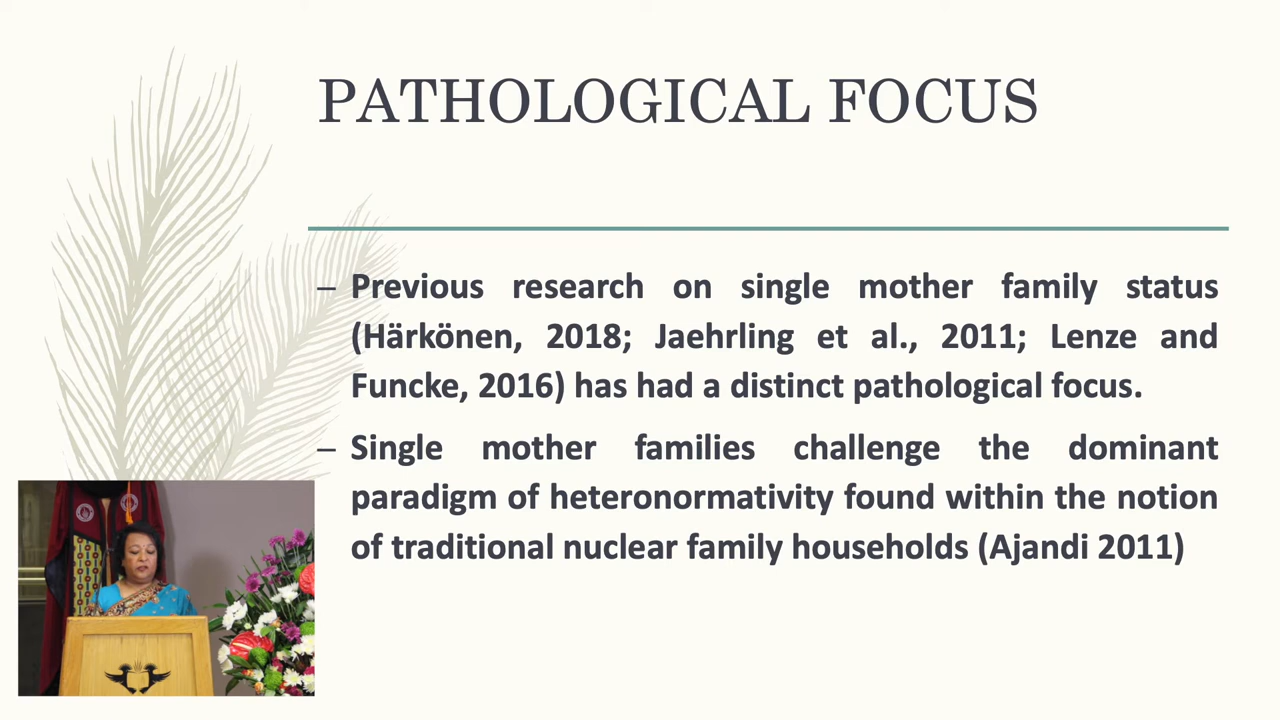 PATHOLOGICAL FOCUS
– Previous research on single mother family status
(Härkönen, 2018; Jaehrling et al., 2011; Lenze and
Funcke, 2016) has had a distinct pathological focus.
– Single mother families challenge the dominant
paradigm of heteronormativity found within the notion
of traditional nuclear family households (Ajandi 2011)